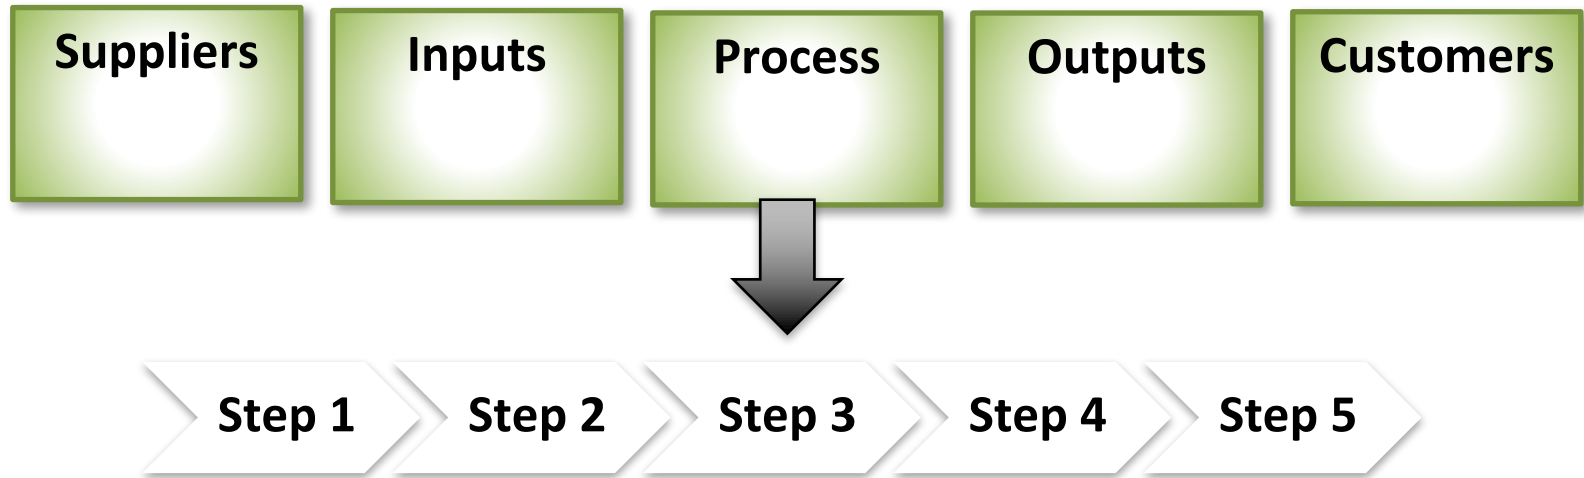 Suppliers
Inputs
Process
Outputs
Customers
Step 1
Step 2
Step 3
Step 4
Step 5